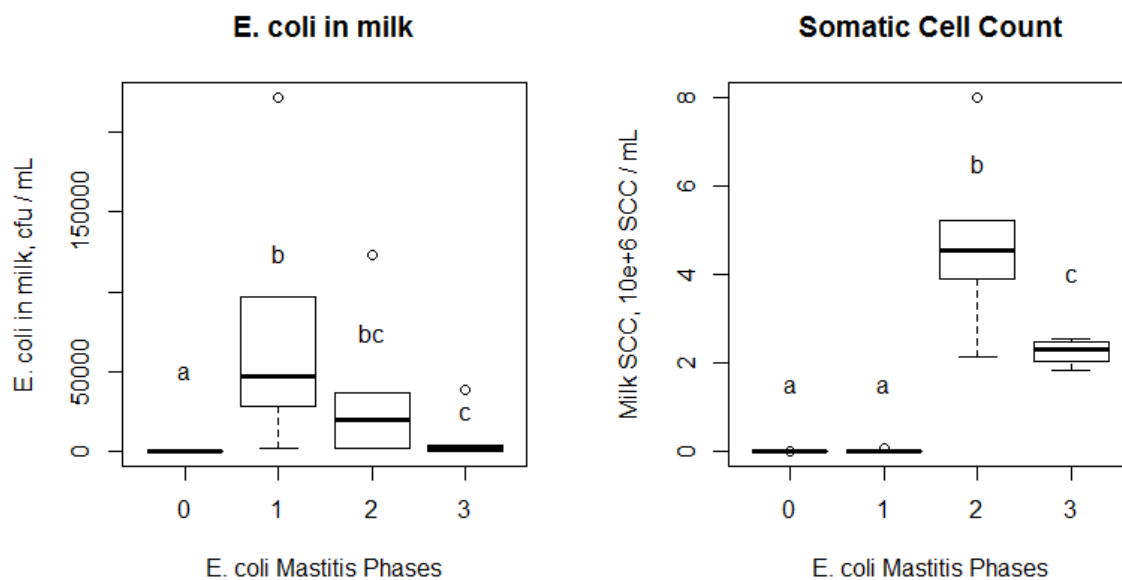 E. coli in milk
E. coli in milk, cfu / mL
150000
50000
0
a
b
bc
c
0 1 2 3
E. coli Mastitis Phases
Somatic Cell Count
Milk SCC, 10e+6 SCC / mL
8
6
4
2
0
a
a
b
c
0 1 2 3
E. coli Mastitis Phases